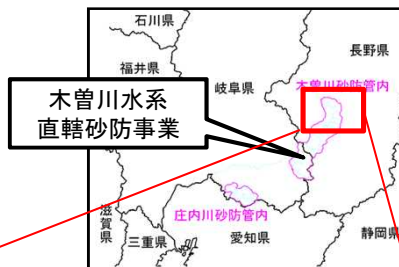 石川県
長野県
福井県
岐阜県
木曽川砂防管内
木曽川水系
直轄砂防事業
庄内川砂防管内
滋賀県
三重県
愛知県
静岡県